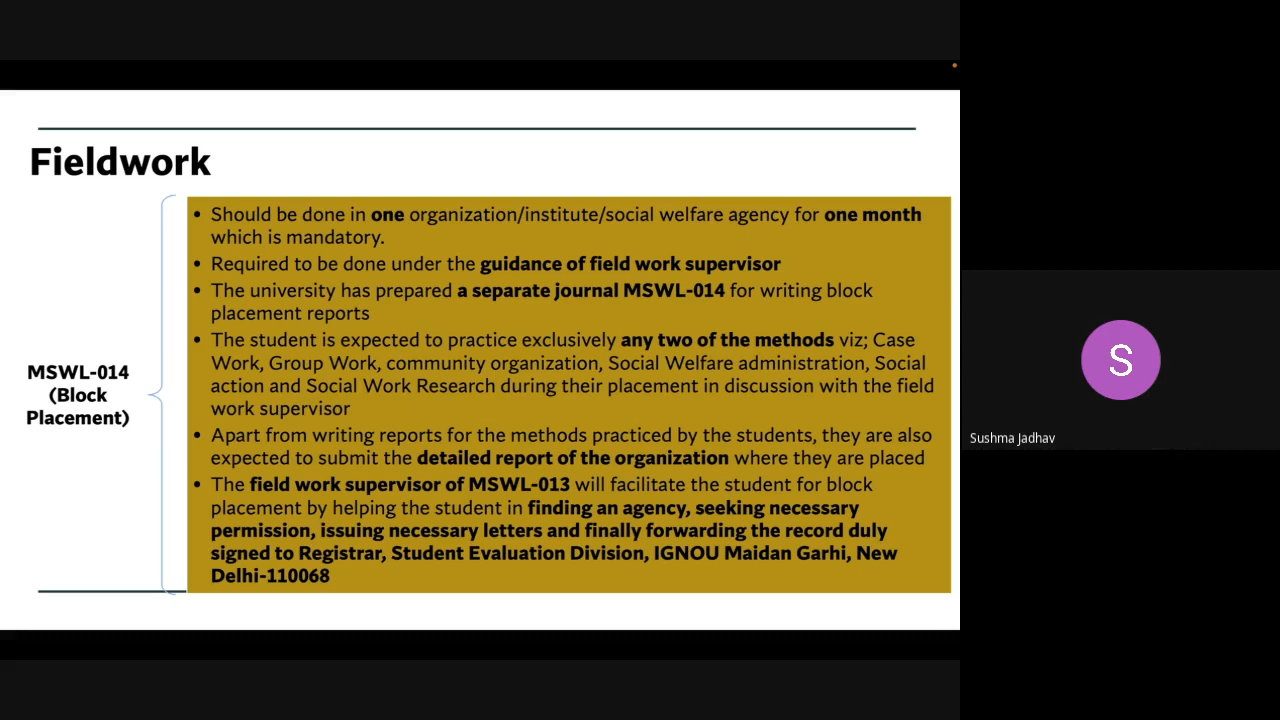 Fieldwork
MSWL-014
(Block
Placement)
• Should be done in one organization/institute/social welfare agency for one month
which is mandatory.
• Required to be done under the guidance of field work supervisor
• The university has prepared a separate journal MSWL-014 for writing block
placement reports
• The student is expected to practice exclusively any two of the methods viz; Case
Work, Group Work, community organization, Social Welfare administration, Social
action and Social Work Research during their placement in discussion with the field
work supervisor
• Apart from writing reports for the methods practiced by the students, they are also
expected to submit the detailed report of the organization where they are placed
• The field work supervisor of MSWL-013 will facilitate the student for block
placement by helping the student in finding an agency, seeking necessary
permission, issuing necessary letters and finally forwarding the record duly
signed to Registrar, Student Evaluation Division, IGNOU Maidan Garhi, New
Delhi-110068
S
Sushma Jadhav